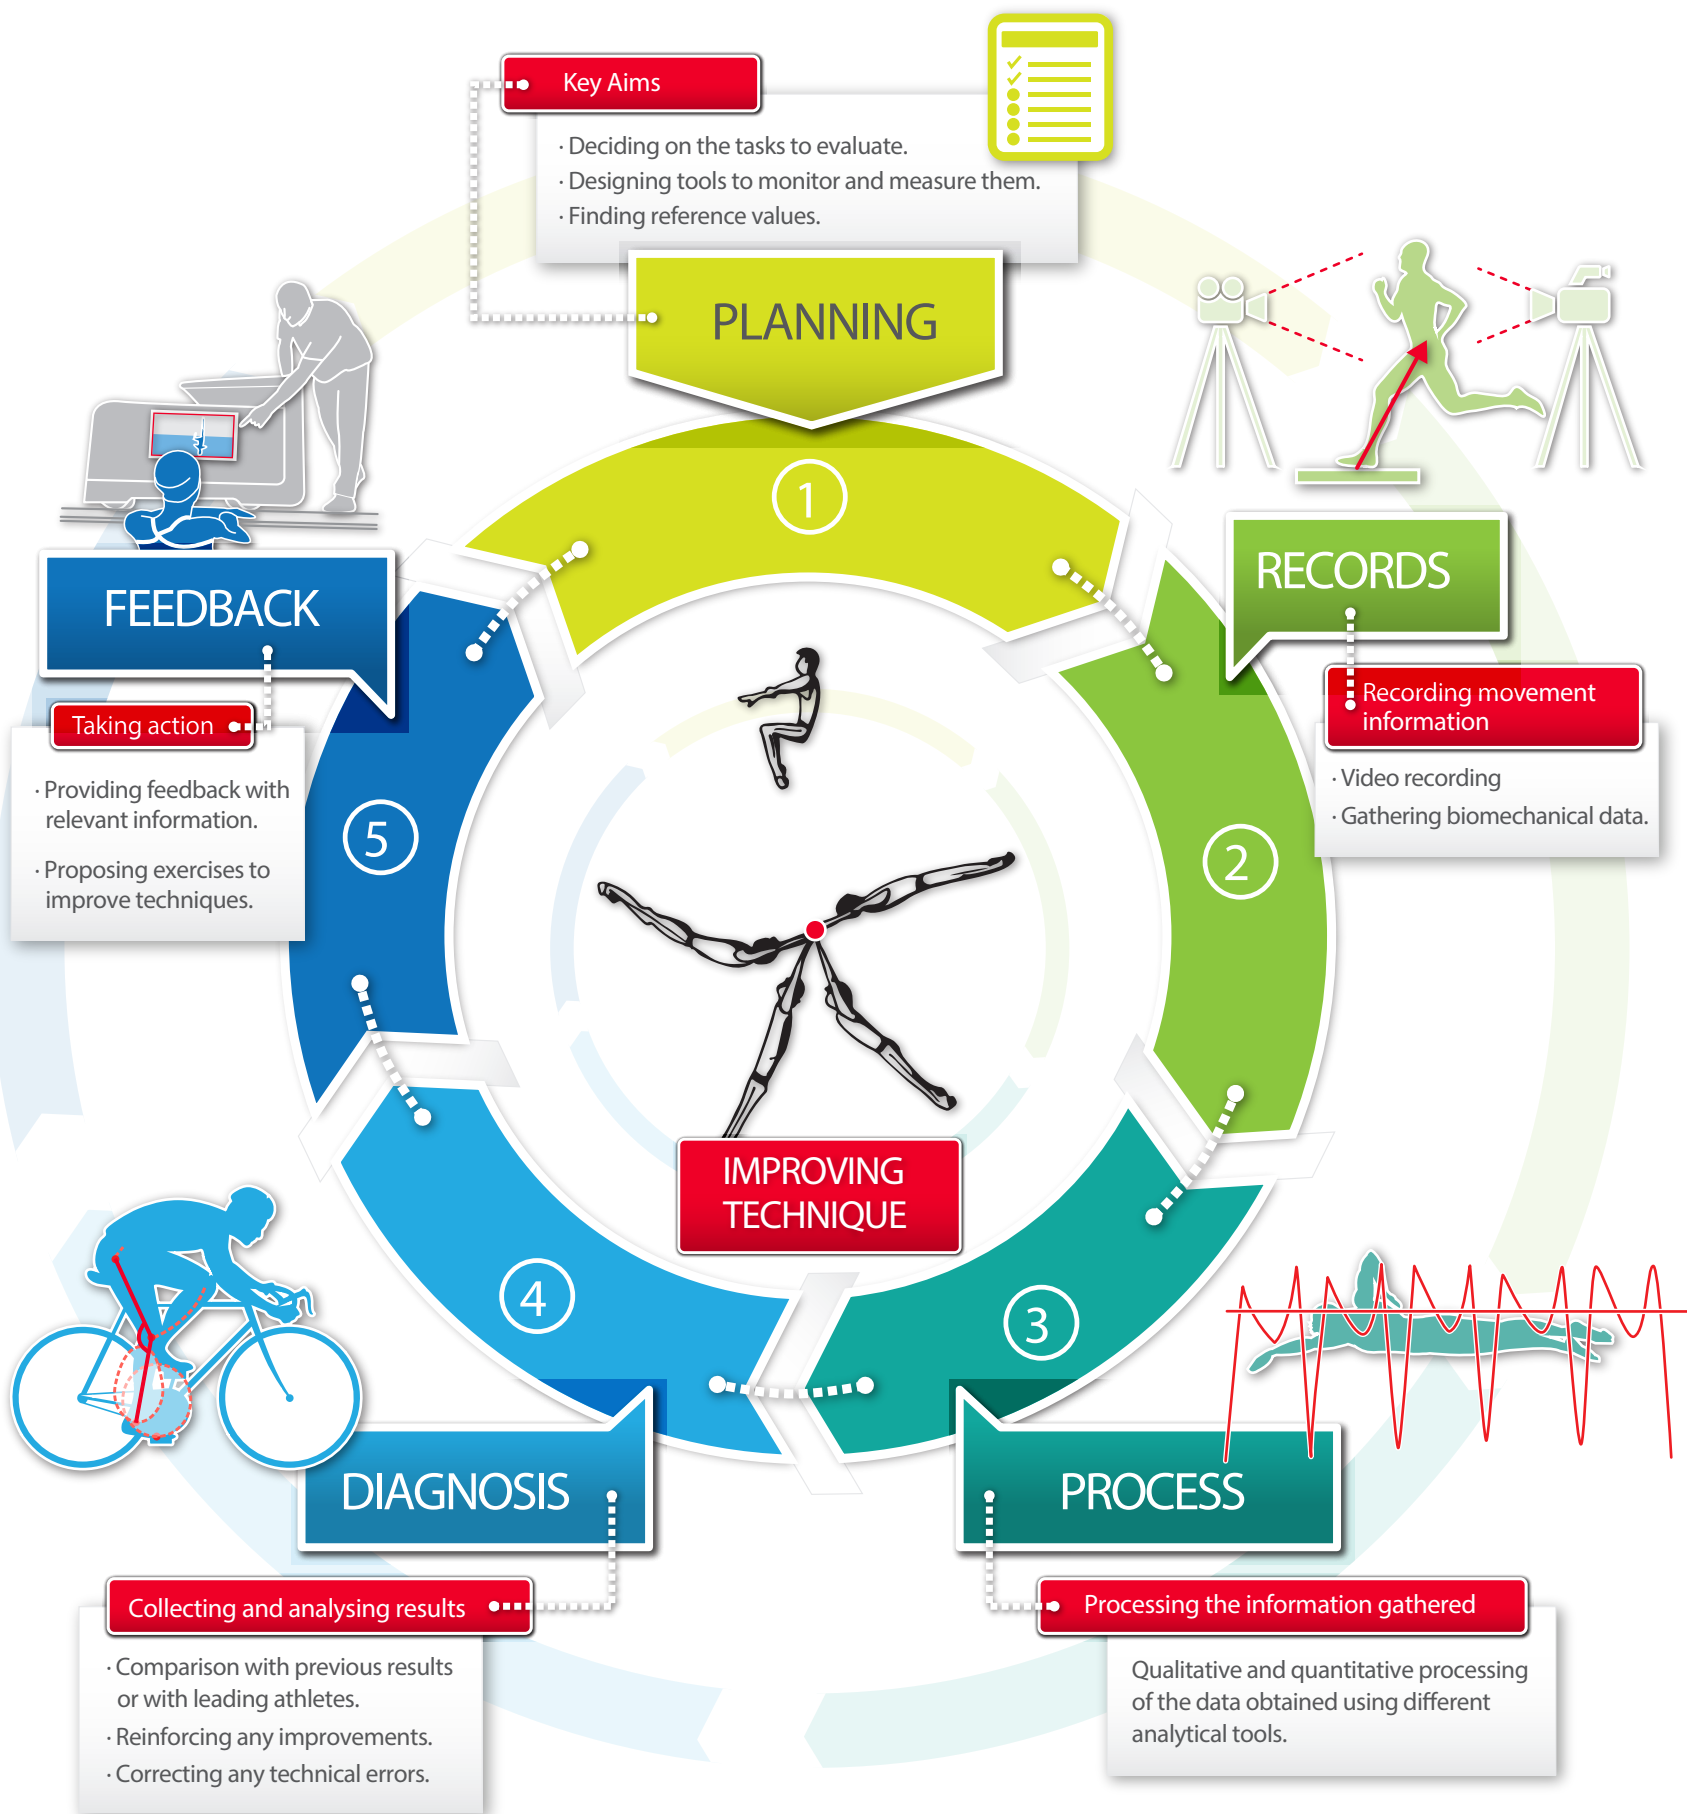 Key Aims
· Deciding on the tasks to evaluate.
· Designing tools to monitor and measure them.
· Finding reference values.
PLANNING
1
RECORDS
Recording movement
information
· Video recording
· Gathering biomechanical data.
2
PROCESS
Processing the information gathered
Qualitative and quantitative processing
of the data obtained using different
analytical tools.
3
DIAGNOSIS
Collecting and analysing results
· Comparison with previous results
or with leading athletes.
· Reinforcing any improvements.
· Correcting any technical errors.
4
FEEDBACK
Taking action
· Providing feedback with
relevant information.
· Proposing exercises to
improve techniques.
5
IMPROVING
TECHNIQUE